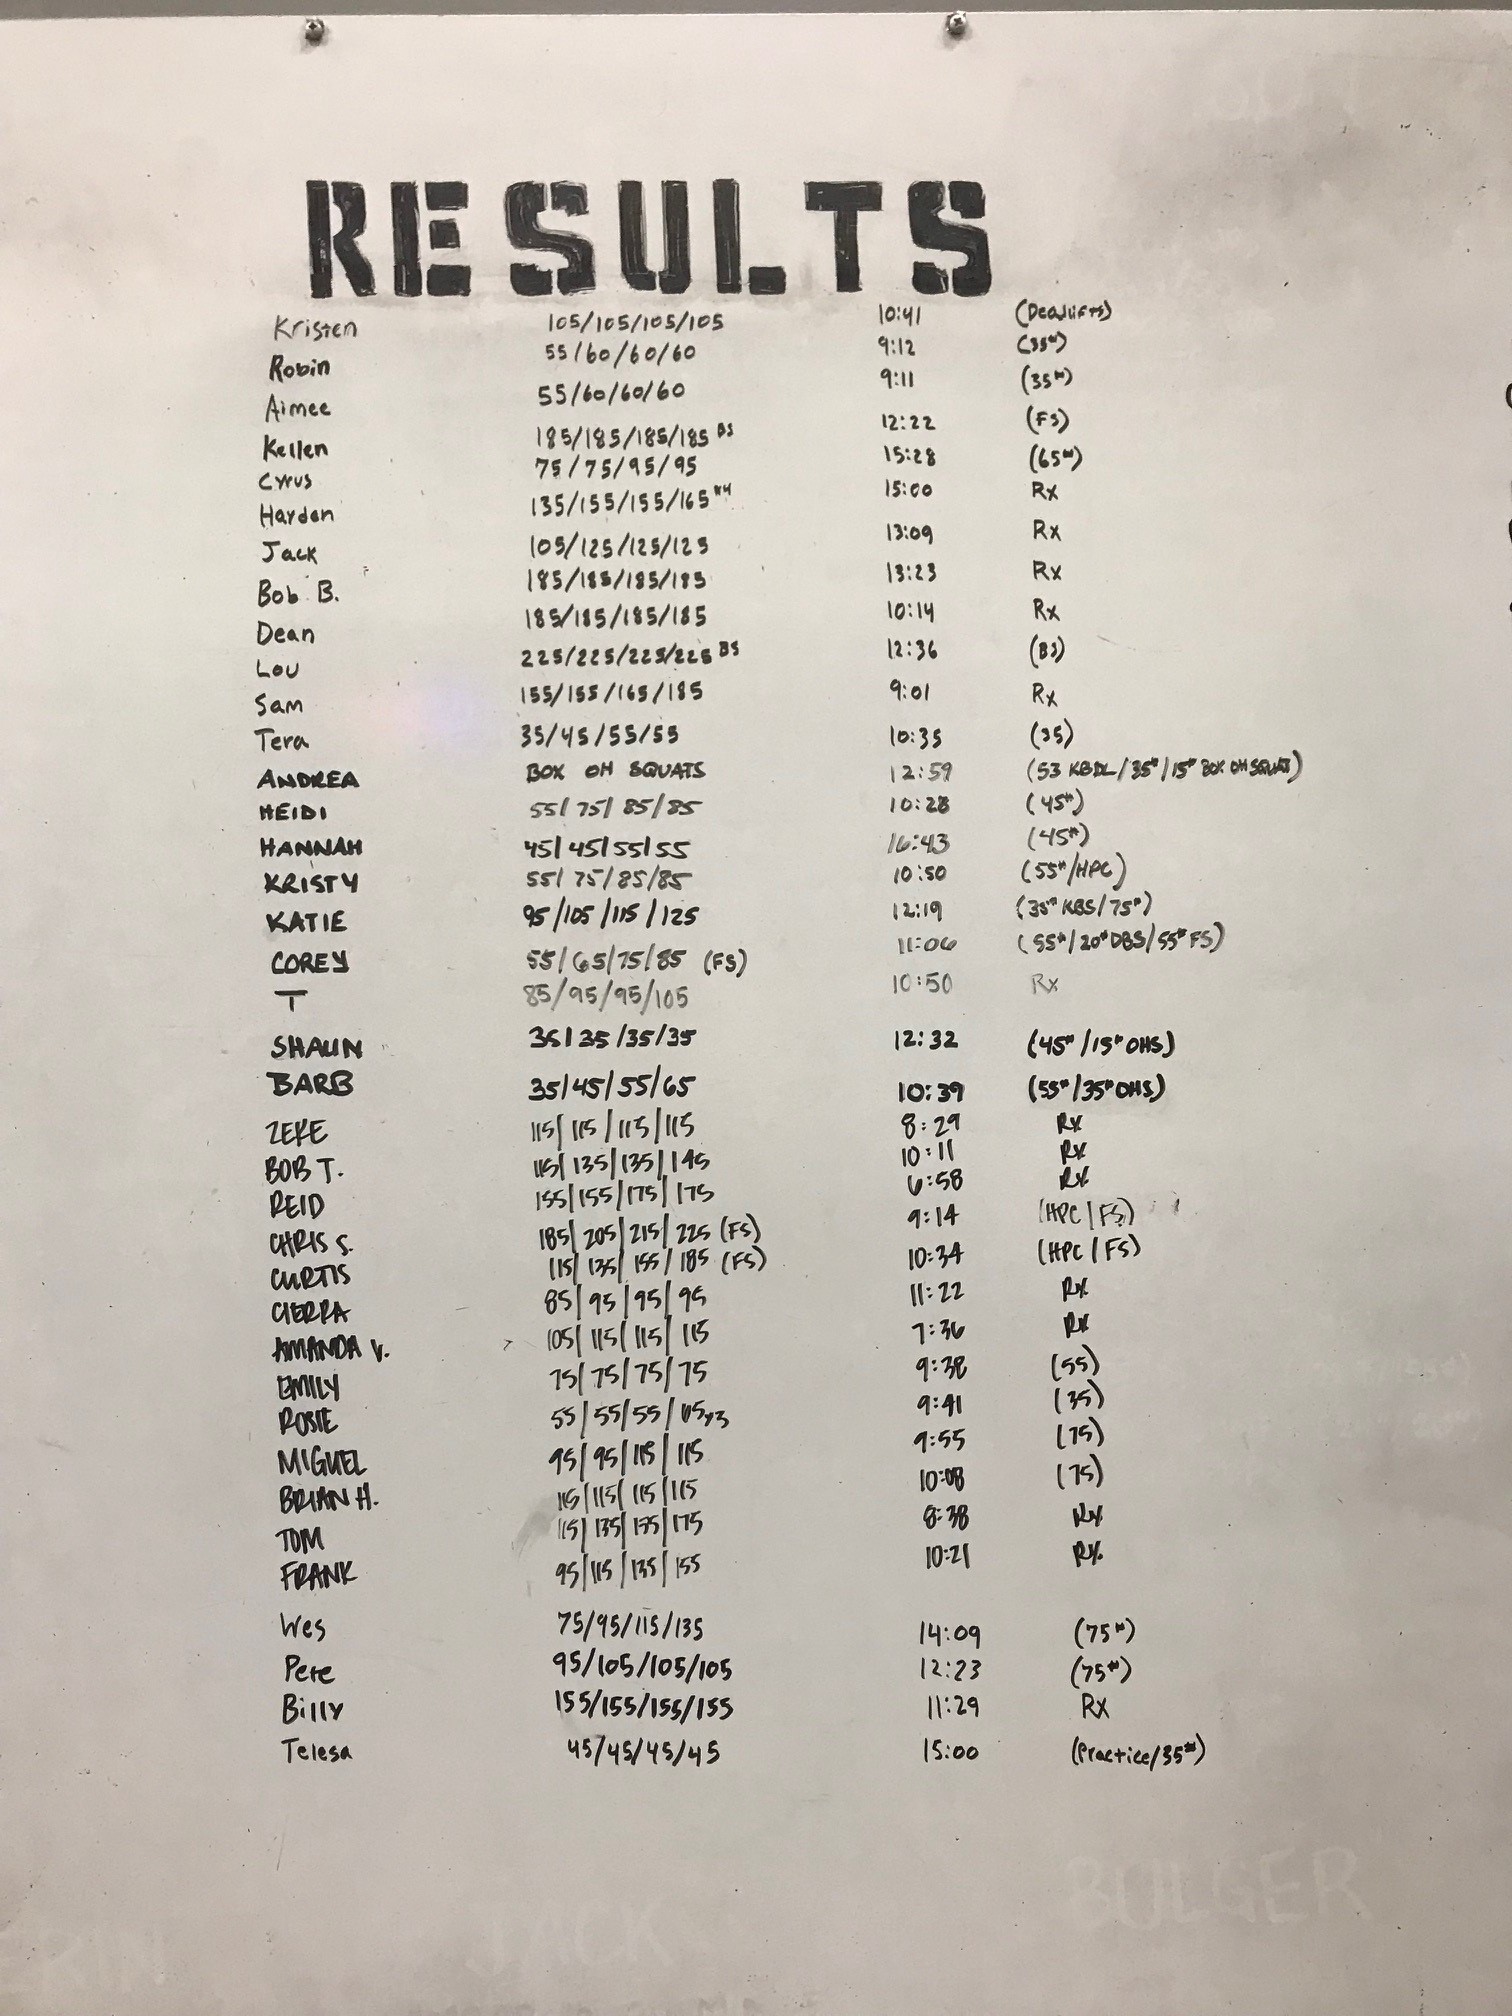 RESULTS
Kristen 105/105/105/105 10:41 (Deadlifts)
Robin 55/60/60/60 9:12 (35#)
Aimee 55/60/60/60 9:11 (35#)
Kellen 185/185/185/185 BS 12:22 (FS)
Cyrus 75/75/95/95 15:28 (65#)
Hayden 135/155/155/165 15:00 Rx
Jack 105/125/125/125 13:09 Rx
Bob B. 185/185/185/185 13:23 Rx
Dean 185/185/185/185 10:14 Rx
Lou 225/225/225/225 BS 12:36 (BS)
Sam 155/155/165/185 9:01 Rx
Tera 35/45/55/55 10:35 (35)
ANDREA BOX OH SQUATS 12:59 (53 KBDL/35#/15# BOX OH SQUAT)
HEIDI 55/75/85/85 10:28 (45#)
HANNAH 45/45/55/55 16:43 (45#)
KRISTY 55/75/85/85 10:50 (55#/HPC)
KATIE 95/105/115/125 12:19 (35# KBS/75#)
COREY 55/65/75/85 (FS) 11:06 (55#/20# DBS/55# FS)
T 85/95/95/105 10:50 Rx
SHAUN 35/35/35/35 12:32 (45#/15# OHS)
BARB 35/45/55/65 10:39 (55#/35# OHS)
ZEKE 115/115/115/115 8:29 Rx
BOB T. 115/135/135/145 10:11 Rx
REID 155/155/175/175 6:58 Rx
CHRIS S. 185/205/215/225 (FS) 9:14 (HPC/FS)
CURTIS 115/135/155/185 (FS) 10:34 (HPC/FS)
CIERRA 85/95/95/95 11:22 Rx
AMANDA V. 105/115/115/115 7:36 Rx
EMILY 75/75/75/75 9:38 (55)
ROSIE 55/55/55/65x3 9:41 (35)
MIGUEL 95/95/115/115 9:55 (75)
BRIAN H. 115/115/115/115 10:08 (75)
TOM 115/135/175/175 8:38 Rx
FRANK 95/115/135/155 10:21 Rx
Wes 75/95/115/135 14:09 (75#)
Pete 95/105/105/105 12:23 (75#)
Billy 155/155/155/155 11:29 Rx
Telesa 45/45/45/45 15:00 (Practice/35#)
BULGER
JACK
ERIN